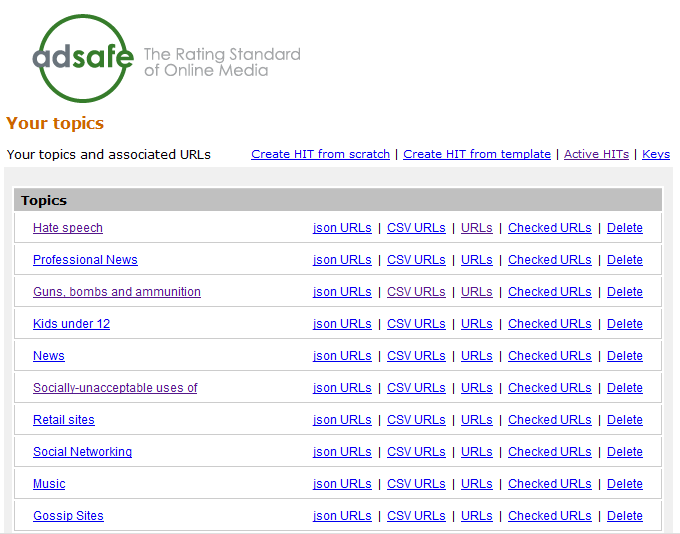 adsafe The Rating Standard
of Online Media
Your topics
Your topics and associated URLs Create HIT from scratch | Create HIT from template | Active HITs | Keys
Topics
Hate speech json URLs | CSV URLs | URLs | Checked URLs | Delete
Professional News json URLs | CSV URLs | URLs | Checked URLs | Delete
Guns, bombs and ammunition json URLs | CSV URLs | URLs | Checked URLs | Delete
Kids under 12 json URLs | CSV URLs | URLs | Checked URLs | Delete
News json URLs | CSV URLs | URLs | Checked URLs | Delete
Socially-unacceptable uses of json URLs | CSV URLs | URLs | Checked URLs | Delete
Retail sites json URLs | CSV URLs | URLs | Checked URLs | Delete
Social Networking json URLs | CSV URLs | URLs | Checked URLs | Delete
Music json URLs | CSV URLs | URLs | Checked URLs | Delete
Gossip Sites json URLs | CSV URLs | URLs | Checked URLs | Delete